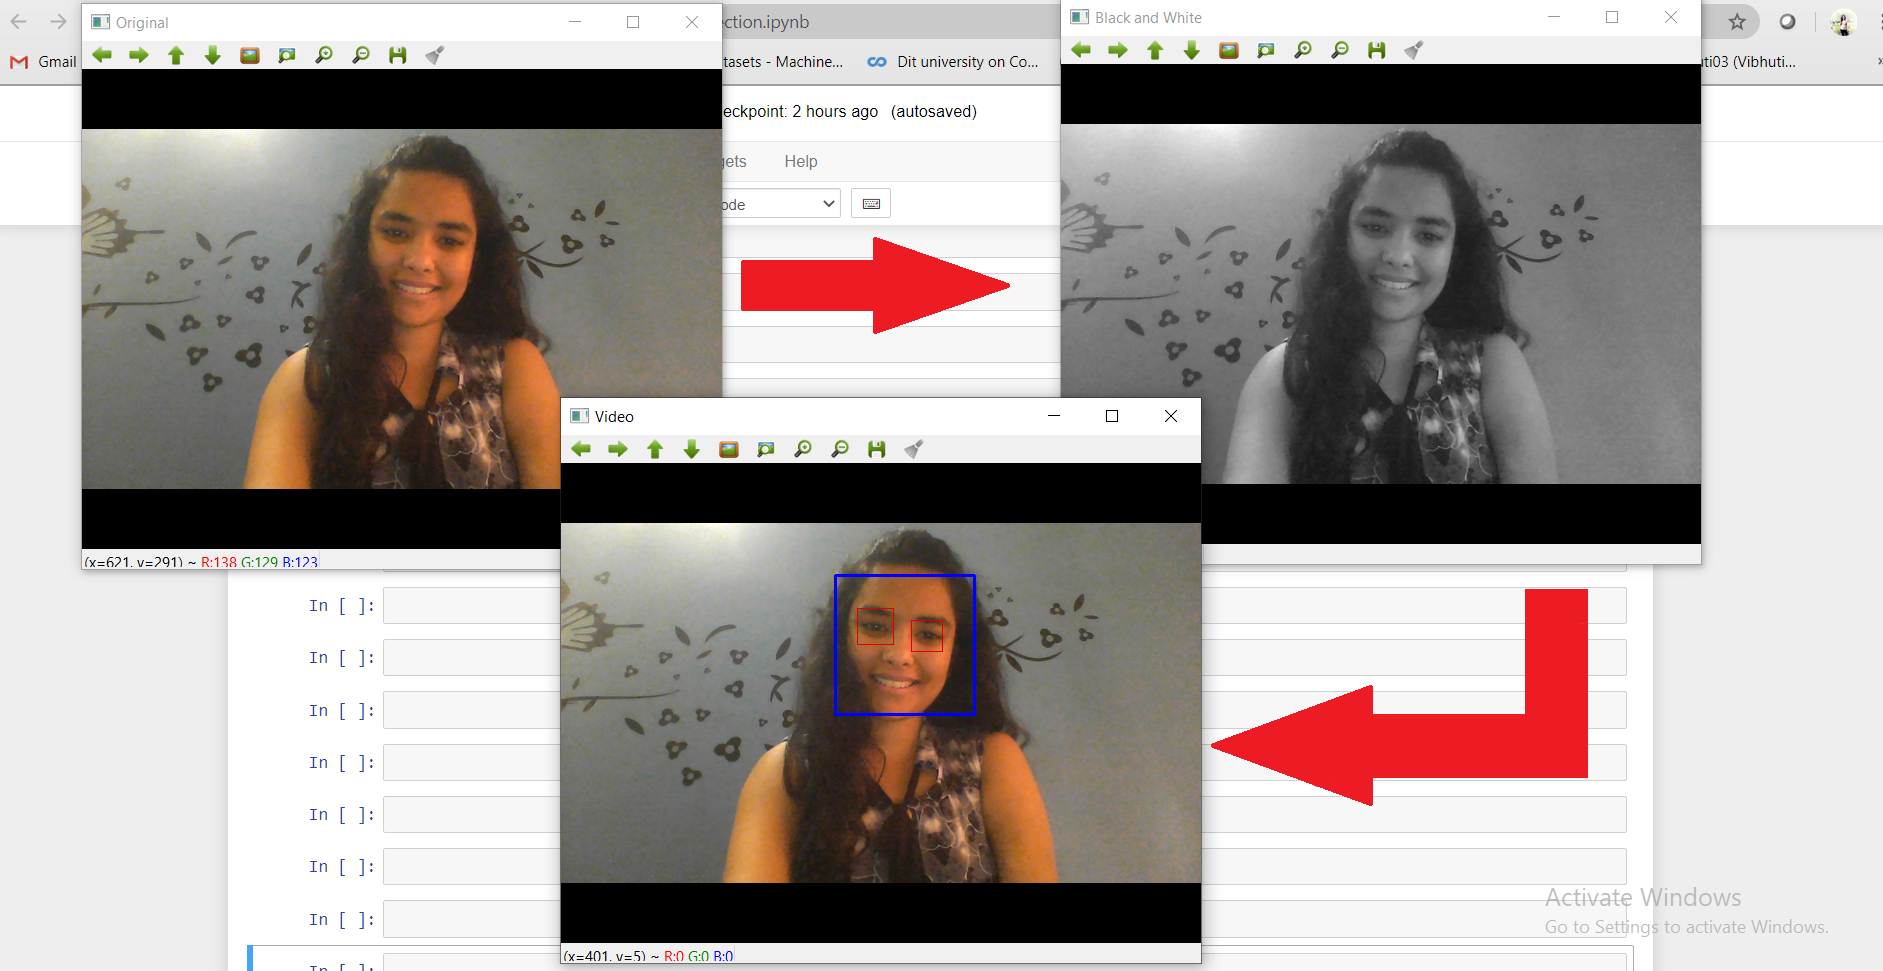 Original
ection.ipynb
Black and White
Gmail
tasets - Machine...
Dit university on Co...
ti03 (Vibhuti...
eckpoint: 2 hours ago (autosaved)
gets
Help
ode
Video
(x=621, y=291) ~ R:138 G:129 B:123
In [ ]:
In [ ]:
In [ ]:
In [ ]:
In [ ]:
In [ ]:
In [ ]:
In [ ]:
Activate Windows
Go to Settings to activate Windows.
(x=401, y=5) ~ R:0 G:0 B:0